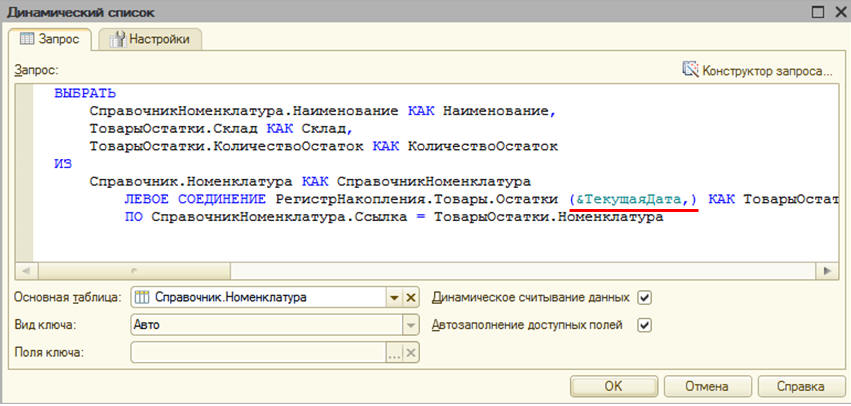 Динамический список
Запрос
Настройки
Запрос:
Конструктор запроса...
ВЫБРАТЬ
СправочникНоменклатура.Наименование КАК Наименование,
ТоварыОстатки.Склад КАК Склад,
ТоварыОстатки.КоличествоОстаток КАК КоличествоОстаток
ИЗ
Справочник.Номенклатура КАК СправочникНоменклатура
ЛЕВОЕ СОЕДИНЕНИЕ РегистрНакопления.Товары.Остатки (&ТекущаяДата,) КАК ТоварыОстат
ПО СправочникНоменклатура.Ссылка = ТоварыОстатки.Номенклатура
Основная таблица: Справочник.Номенклатура Динамическое считывание данных
Вид ключа: Авто Автозаполнение доступных полей
Поля ключа:
OK Отмена Справка